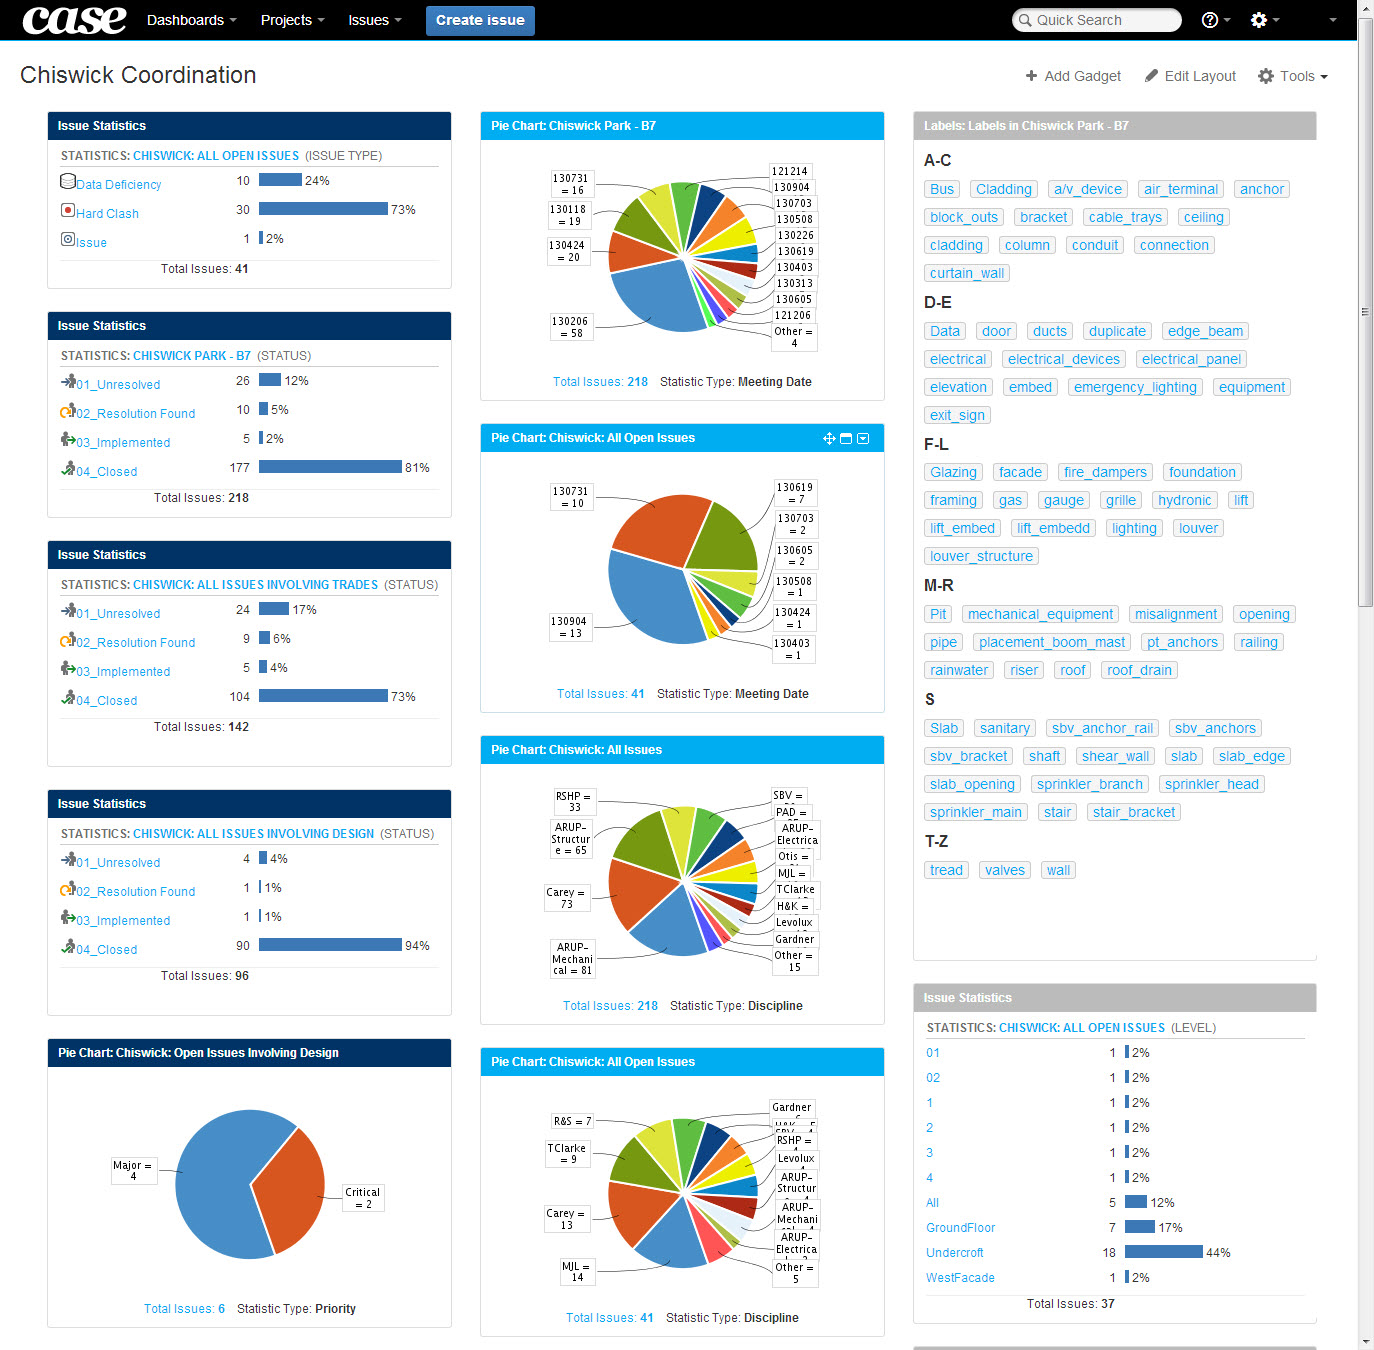 case
Dashboards
Projects
Issues
Create issue
Quick Search
Chiswick Coordination
Add Gadget
Edit Layout
Tools
Issue Statistics
STATISTICS: CHISWICK: ALL OPEN ISSUES (ISSUE TYPE)
Data Deficiency 10 24%
Hard Clash 30 73%
Issue 1 2%
Total Issues: 41
Issue Statistics
STATISTICS: CHISWICK PARK - B7 (STATUS)
01_Unresolved 26 12%
02_Resolution Found 10 5%
03_Implemented 5 2%
04_Closed 177 81%
Total Issues: 218
Issue Statistics
STATISTICS: CHISWICK: ALL ISSUES INVOLVING TRADES (STATUS)
01_Unresolved 24 17%
02_Resolution Found 9 6%
03_Implemented 5 4%
04_Closed 104 73%
Total Issues: 142
Issue Statistics
STATISTICS: CHISWICK: ALL ISSUES INVOLVING DESIGN (STATUS)
01_Unresolved 4 4%
02_Resolution Found 1 1%
03_Implemented 1 1%
04_Closed 90 94%
Total Issues: 96
Pie Chart: Chiswick: Open Issues Involving Design
Major =
4
Critical
= 2
Total Issues: 6 Statistic Type: Priority
Pie Chart: Chiswick Park - B7
130731
= 16
130118
= 19
130424
= 20
130206
= 58
121214
130904
130703
130508
130226
130619
130403
130313
130605
121206
Other =
4
Total Issues: 218 Statistic Type: Meeting Date
Pie Chart: Chiswick: All Open Issues
130731
= 10
130904
= 13
130619
= 7
130703
= 2
130605
= 2
130508
= 1
130424
= 1
130403
= 1
Total Issues: 41 Statistic Type: Meeting Date
Pie Chart: Chiswick: All Issues
RSHP =
33
ARUP-
Structur
e = 65
Carey =
73
ARUP-
Mechani
cal = 81
SBV =
PAD =
ARUP-
Electrica
Otis =
MJL =
TClarke
H&K =
Levolux
Gardner
Other =
15
Total Issues: 218 Statistic Type: Discipline
Pie Chart: Chiswick: All Open Issues
R&S = 7
TClarke
= 9
Carey =
13
MJL =
14
Gardner
RSHP =
Levolux
ARUP-
Structur
ARUP-
Mechani
ARUP-
Electrica
Other =
5
Total Issues: 41 Statistic Type: Discipline
Labels: Labels in Chiswick Park - B7
A-C
Bus Cladding a/v_device air_terminal anchor
block_outs bracket cable_trays ceiling
cladding column conduit connection
curtain_wall
D-E
Data door ducts duplicate edge_beam
electrical electrical_devices electrical_panel
elevation embed emergency_lighting equipment
exit_sign
F-L
Glazing facade fire_dampers foundation
framing gas gauge grille hydronic lift
lift_embed lift_embedd lighting louver
louver_structure
M-R
Pit mechanical_equipment misalignment opening
pipe placement_boom_mast pt_anchors railing
rainwater riser roof roof_drain
S
Slab sanitary sbv_anchor_rail sbv_anchors
sbv_bracket shaft shear_wall slab slab_edge
slab_opening sprinkler_branch sprinkler_head
sprinkler_main stair stair_bracket
T-Z
tread valves wall
Issue Statistics
STATISTICS: CHISWICK: ALL OPEN ISSUES (LEVEL)
01 1 2%
02 1 2%
1 1 2%
2 1 2%
3 1 2%
4 1 2%
All 5 12%
GroundFloor 7 17%
Undercroft 18 44%
WestFacade 1 2%
Total Issues: 37